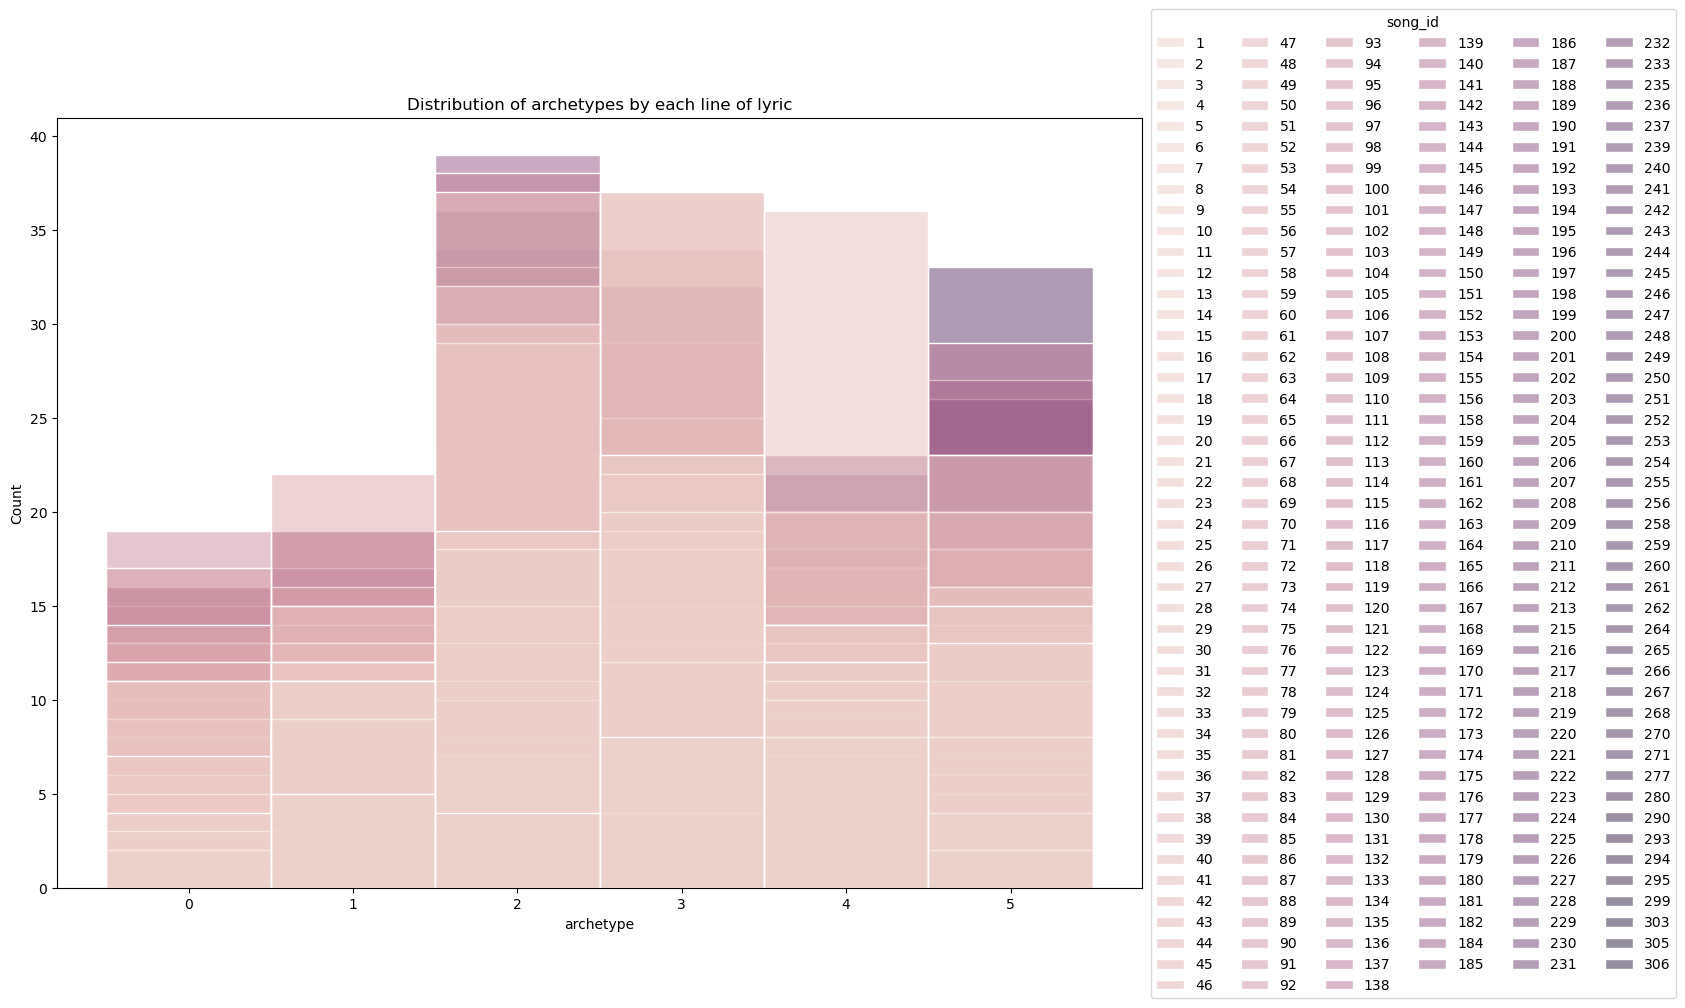 Distribution of archetypes by each line of lyric
Count
40
35
30
25
20
15
10
5
0
0 1 2 3 4 5
archetype
song_id
1 47 93 139 186 232
2 48 94 140 187 233
3 49 95 141 188 235
4 50 96 142 189 236
5 51 97 143 190 237
6 52 98 144 191 239
7 53 99 145 192 240
8 54 100 146 193 241
9 55 101 147 194 242
10 56 102 148 195 243
11 57 103 149 196 244
12 58 104 150 197 245
13 59 105 151 198 246
14 60 106 152 199 247
15 61 107 153 200 248
16 62 108 154 201 249
17 63 109 155 202 250
18 64 110 156 203 251
19 65 111 158 204 252
20 66 112 159 205 253
21 67 113 160 206 254
22 68 114 161 207 255
23 69 115 162 208 256
24 70 116 163 209 258
25 71 117 164 210 259
26 72 118 165 211 260
27 73 119 166 212 261
28 74 120 167 213 262
29 75 121 168 215 264
30 76 122 169 216 265
31 77 123 170 217 266
32 78 124 171 218 267
33 79 125 172 219 268
34 80 126 173 220 270
35 81 127 174 221 271
36 82 128 175 222 277
37 83 129 176 223 280
38 84 130 177 224 290
39 85 131 178 225 293
40 86 132 179 226 294
41 87 133 180 227 295
42 88 134 181 228 299
43 89 135 182 229 303
44 90 136 184 230 305
45 91 137 185 231 306
46 92 138